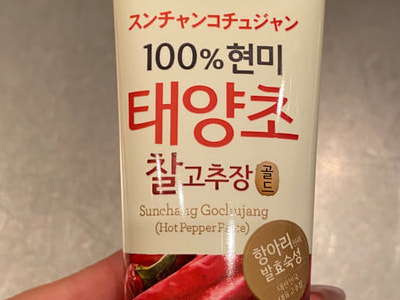 スンチャンコチュジャン
100%현미
태양초
찰고추장 골드
Sunchang Gochujang
(Hot Pepper Paste)
항아리
발효숙성